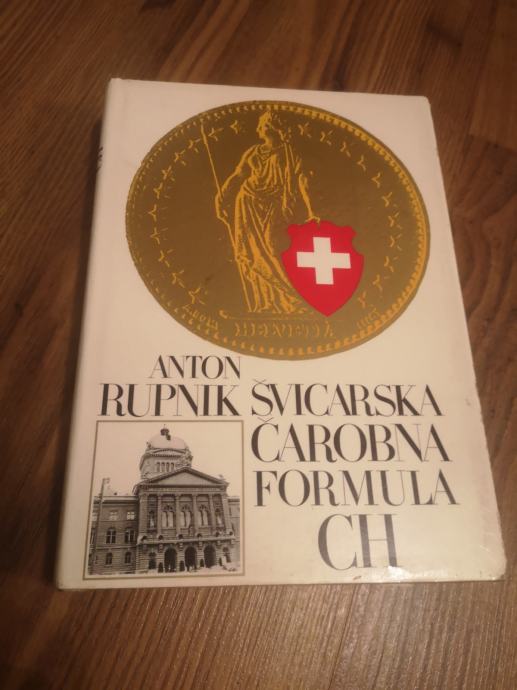 HELVETIA
ANTON
RUPNIK ŠVICARSKA
ČAROBNA
FORMULA
CH